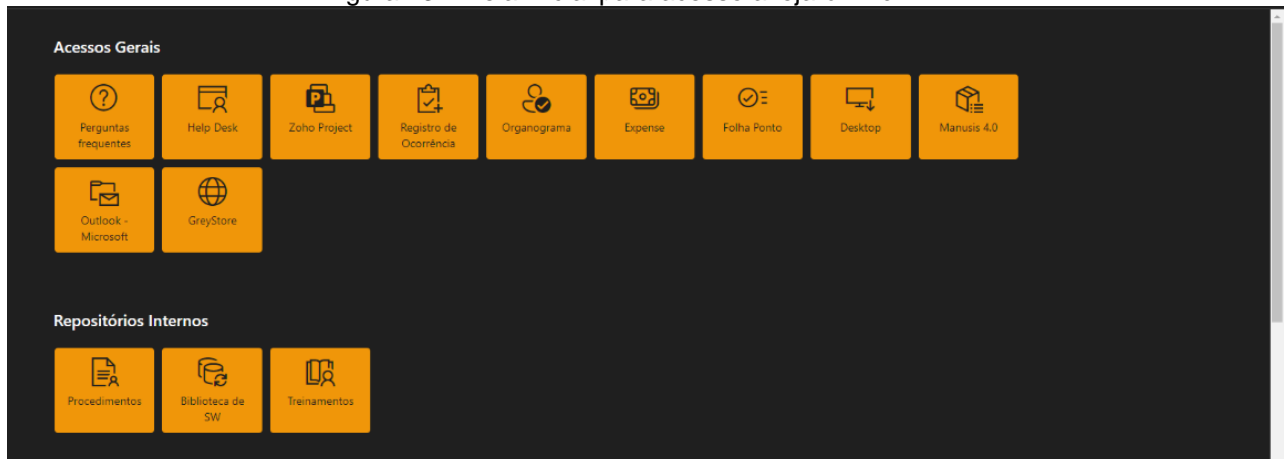 Acessos Gerais
Perguntas
frequentes
Help Desk
Zoho Project
Registro de
Ocorrência
Organograma
Expense
Folha Ponto
Desktop
Manusis 4.0
Outlook -
Microsoft
GreyStore
Repositórios Internos
Procedimentos
Biblioteca de
SW
Treinamentos